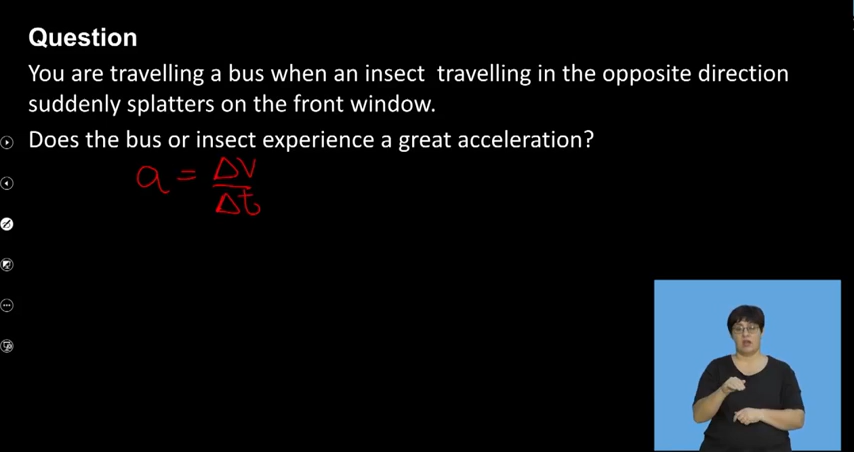 Question
You are travelling a bus when an insect travelling in the opposite direction
suddenly splatters on the front window.
Does the bus or insect experience a great acceleration?
a = Δv
Δt